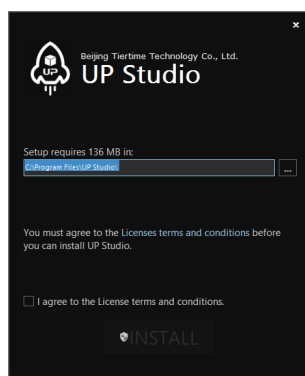 ×
Beijing Tiertime Technology Co., Ltd.
UP Studio
Setup requires 136 MB in:
C:\Program Files\UP Studio\
...
You must agree to the Licenses terms and conditions before
you can install UP Studio.
I agree to the License terms and conditions.
INSTALL